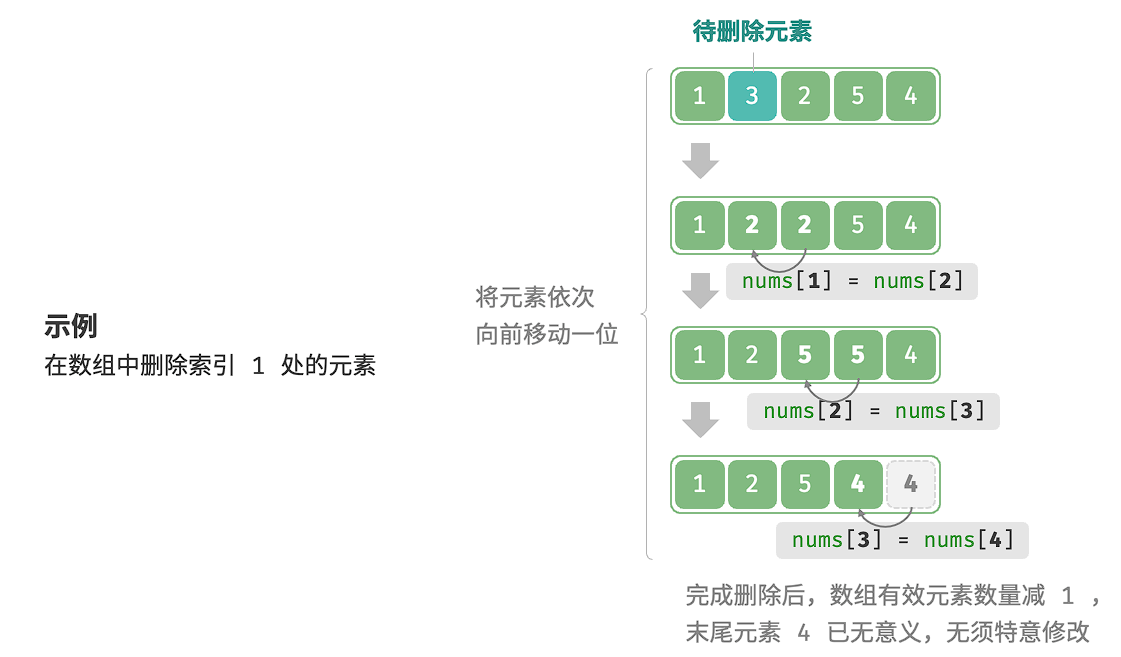 待删除元素
1 3 2 5 4
1 2 2 5 4
nums[1] = nums[2]
将元素依次
向前移动一位
示例
在数组中删除索引 1 处的元素
1 2 5 5 4
nums[2] = nums[3]
1 2 5 4 4
nums[3] = nums[4]
完成删除后，数组有效元素数量减 1 ，
末尾元素 4 已无意义，无须特意修改